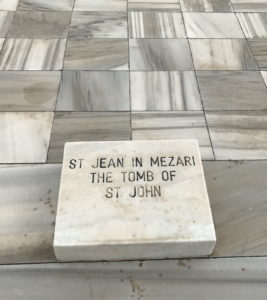 ST JEAN IN MEZARI
THE TOMB OF
ST JOHN